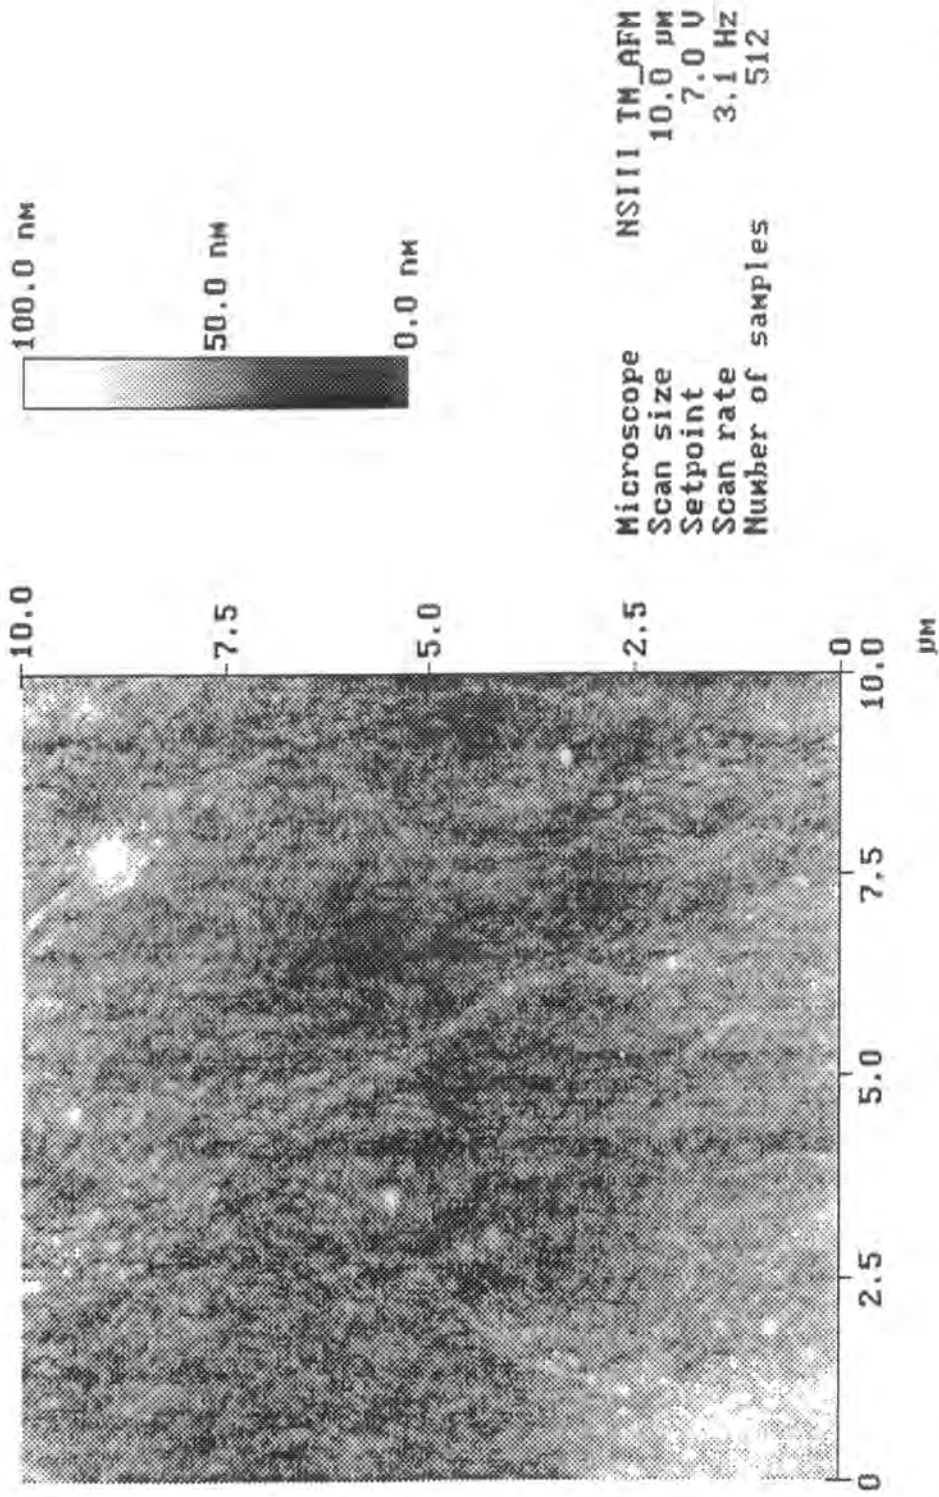 100.0 nM
50.0 nM
0.0 nM
Microscope NSIII TM_AFM
Scan size 10.0 µM
Setpoint 7.0 V
Scan rate 3.1 Hz
Number of samples 512
10.0
7.5
5.0
2.5
0
0 2.5 5.0 7.5 10.0
µM